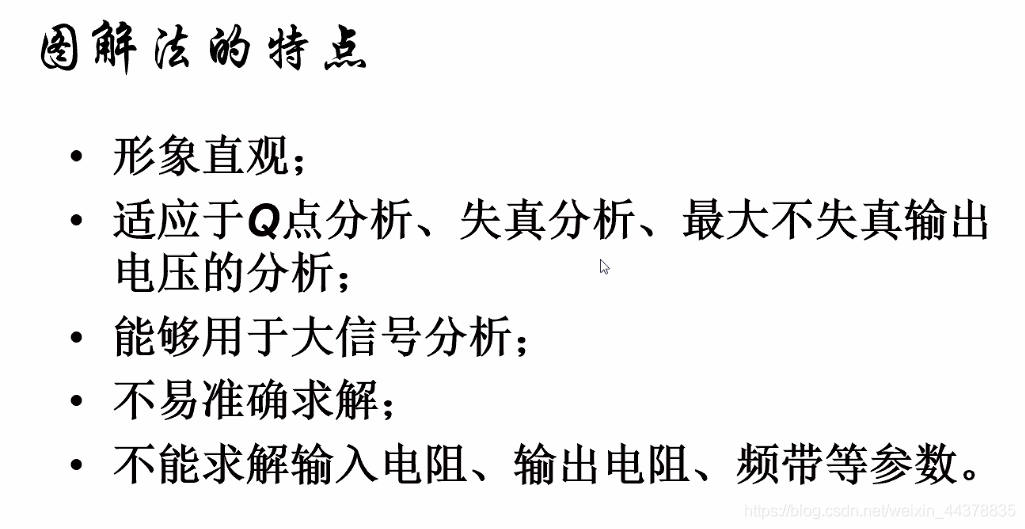 图解法的特点
• 形象直观；
• 适应于Q点分析、失真分析、最大不失真输出
电压的分析；
• 能够用于大信号分析；
• 不易准确求解；
• 不能求解输入电阻、输出电阻、频带等参数。
https://blog.csdn.net/weixin_44378835